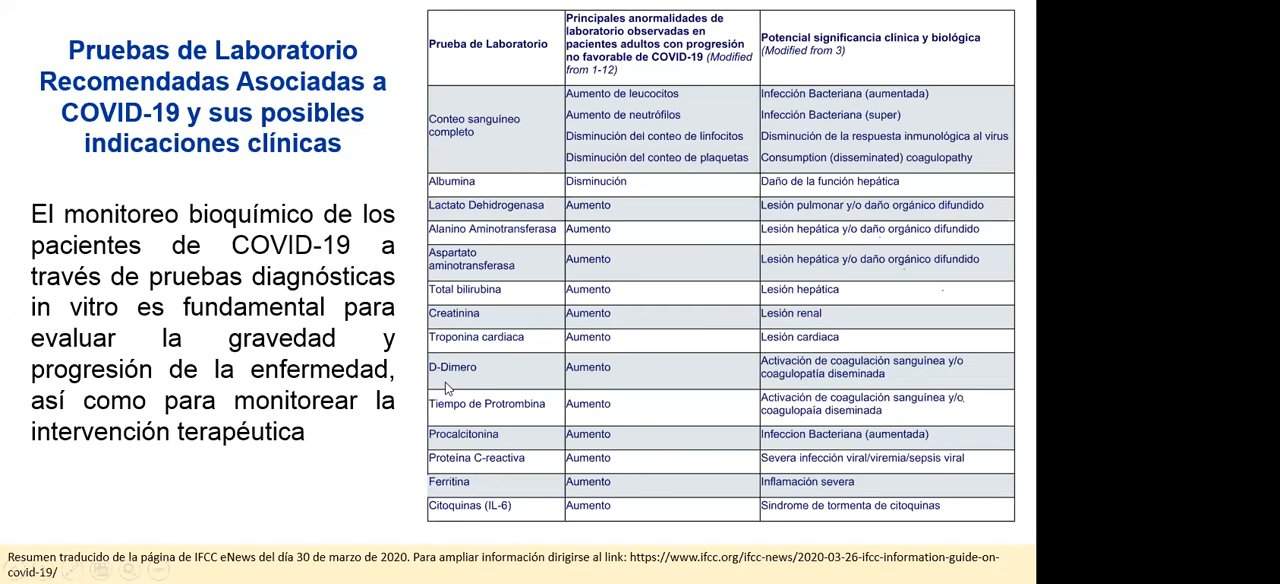 Pruebas de Laboratorio
Recomendadas Asociadas a
COVID-19 y sus posibles
indicaciones clínicas
El monitoreo bioquímico de los
pacientes de COVID-19 a
través de pruebas diagnósticas
in vitro es fundamental para
evaluar la gravedad y
progresión de la enfermedad,
así como para monitorear la
intervención terapéutica
Prueba de Laboratorio
Principales anormalidades de
laboratorio observadas en
pacientes adultos con progresión
no favorable de COVID-19 (Modified
from 1-12)
Potencial significancia clínica y biológica
(Modified from 3)
Conteo sanguíneo
completo
Aumento de leucocitos
Infección Bacteriana (aumentada)
Aumento de neutrófilos
Infección Bacteriana (super)
Disminución del conteo de linfocitos
Disminución de la respuesta inmunológica al virus
Disminución del conteo de plaquetas
Consumption (disseminated) coagulopathy
Albumina
Disminución
Daño de la función hepática
Lactato Dehidrogenasa
Aumento
Lesión pulmonar y/o daño orgánico difundido
Alanino Aminotransferasa
Aumento
Lesión hepática y/o daño orgánico difundido
Aspartato
aminotransferasa
Aumento
Lesión hepática y/o daño orgánico difundido
Total bilirubina
Aumento
Lesión hepática
Creatinina
Aumento
Lesión renal
Troponina cardiaca
Aumento
Lesión cardiaca
D-Dimero
Aumento
Activación de coagulación sanguínea y/o
coagulopatía diseminada
Tiempo de Protrombina
Aumento
Activación de coagulación sanguínea y/o
coagulopaía diseminada
Procalcitonina
Aumento
Infeccion Bacteriana (aumentada)
Proteína C-reactiva
Aumento
Severa infección viral/viremia/sepsis viral
Ferritina
Aumento
Inflamación severa
Citoquinas (IL-6)
Aumento
Sindrome de tormenta de citoquinas
Resumen traducido de la página de IFCC eNews del día 30 de marzo de 2020. Para ampliar información dirigirse al link: https://www.ifcc.org/ifcc-news/2020-03-26-ifcc-information-guide-on-
covid-19/